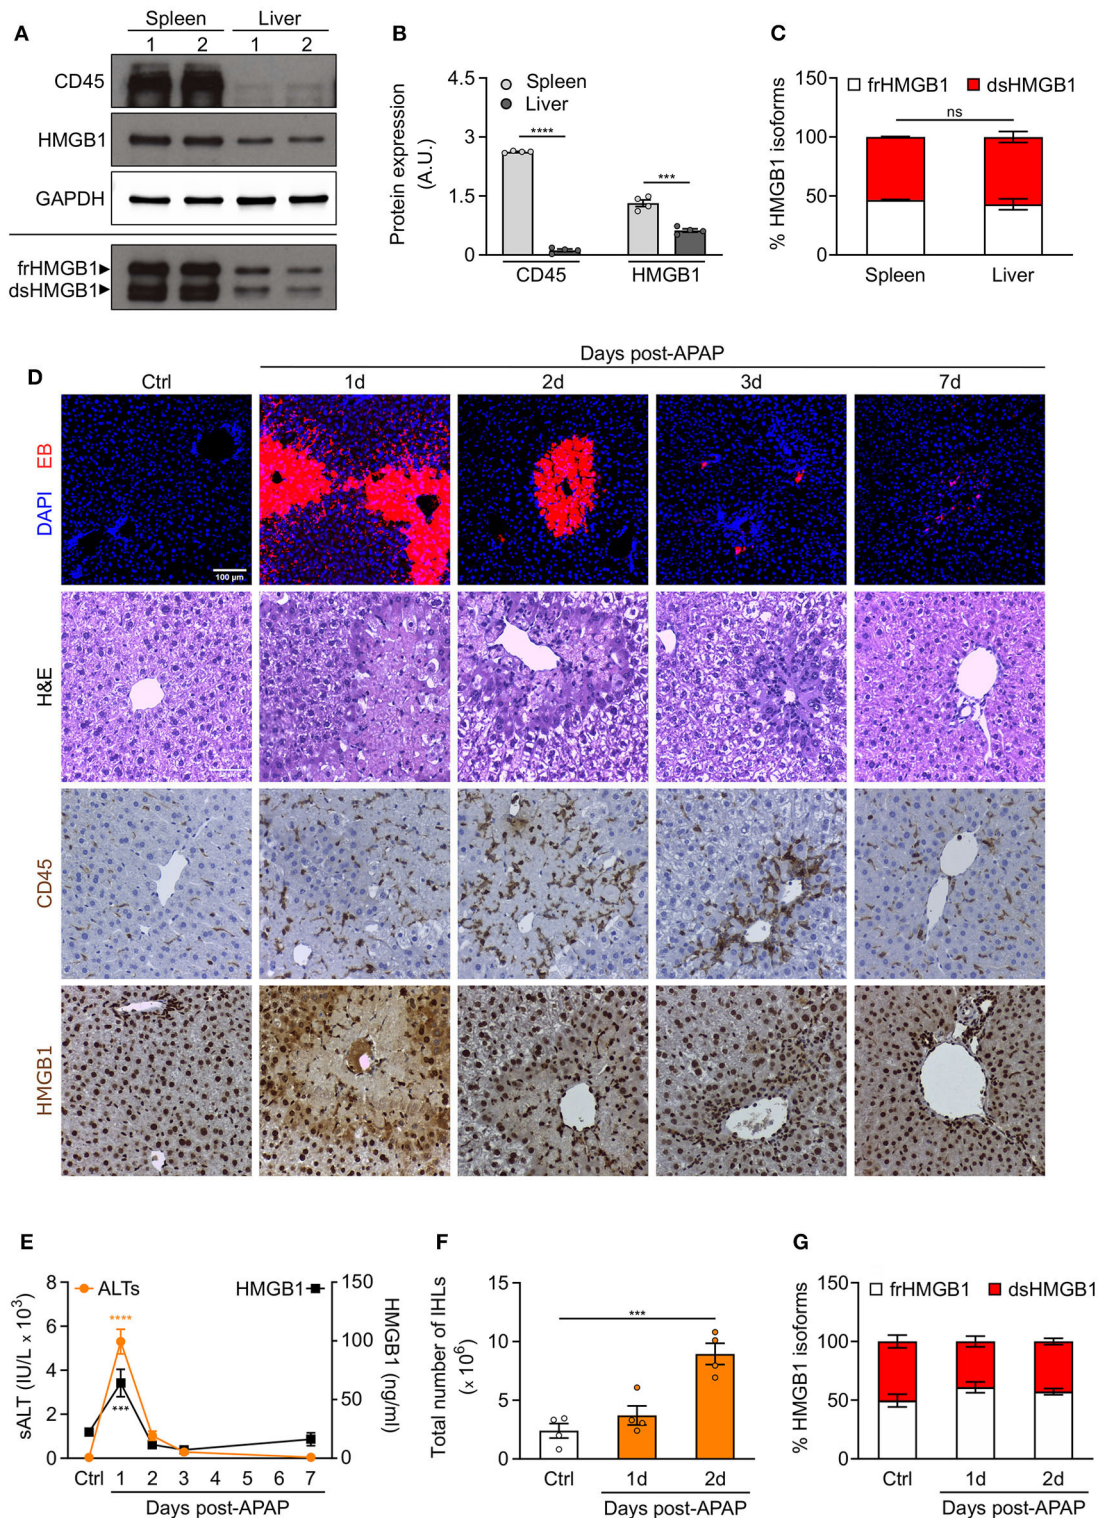 A
Spleen Liver
1 2 1 2
CD45
HMGB1
GAPDH
frHMGB1
dsHMGB1
B
Protein expression
(A.U.)
4.5
3
1.5
0
Spleen
Liver
****
***
CD45 HMGB1
C
% HMGB1 isoforms
150
100
50
0
frHMGB1 dsHMGB1
ns
Spleen Liver
D
Days post-APAP
Ctrl 1d 2d 3d 7d
DAPI EB
100 µm
H&E
CD45
HMGB1
E
sALT (IU/L x 10³)
8
6
4
2
0
ALTs HMGB1
****
***
150
100
50
0
HMGB1 (ng/ml)
Ctrl 1 2 3 4 5 6 7
Days post-APAP
F
Total number of IHLs
(x 10⁶)
15
10
5
0
***
Ctrl 1d 2d
Days post-APAP
G
% HMGB1 isoforms
150
100
50
0
frHMGB1 dsHMGB1
Ctrl 1d 2d
Days post-APAP